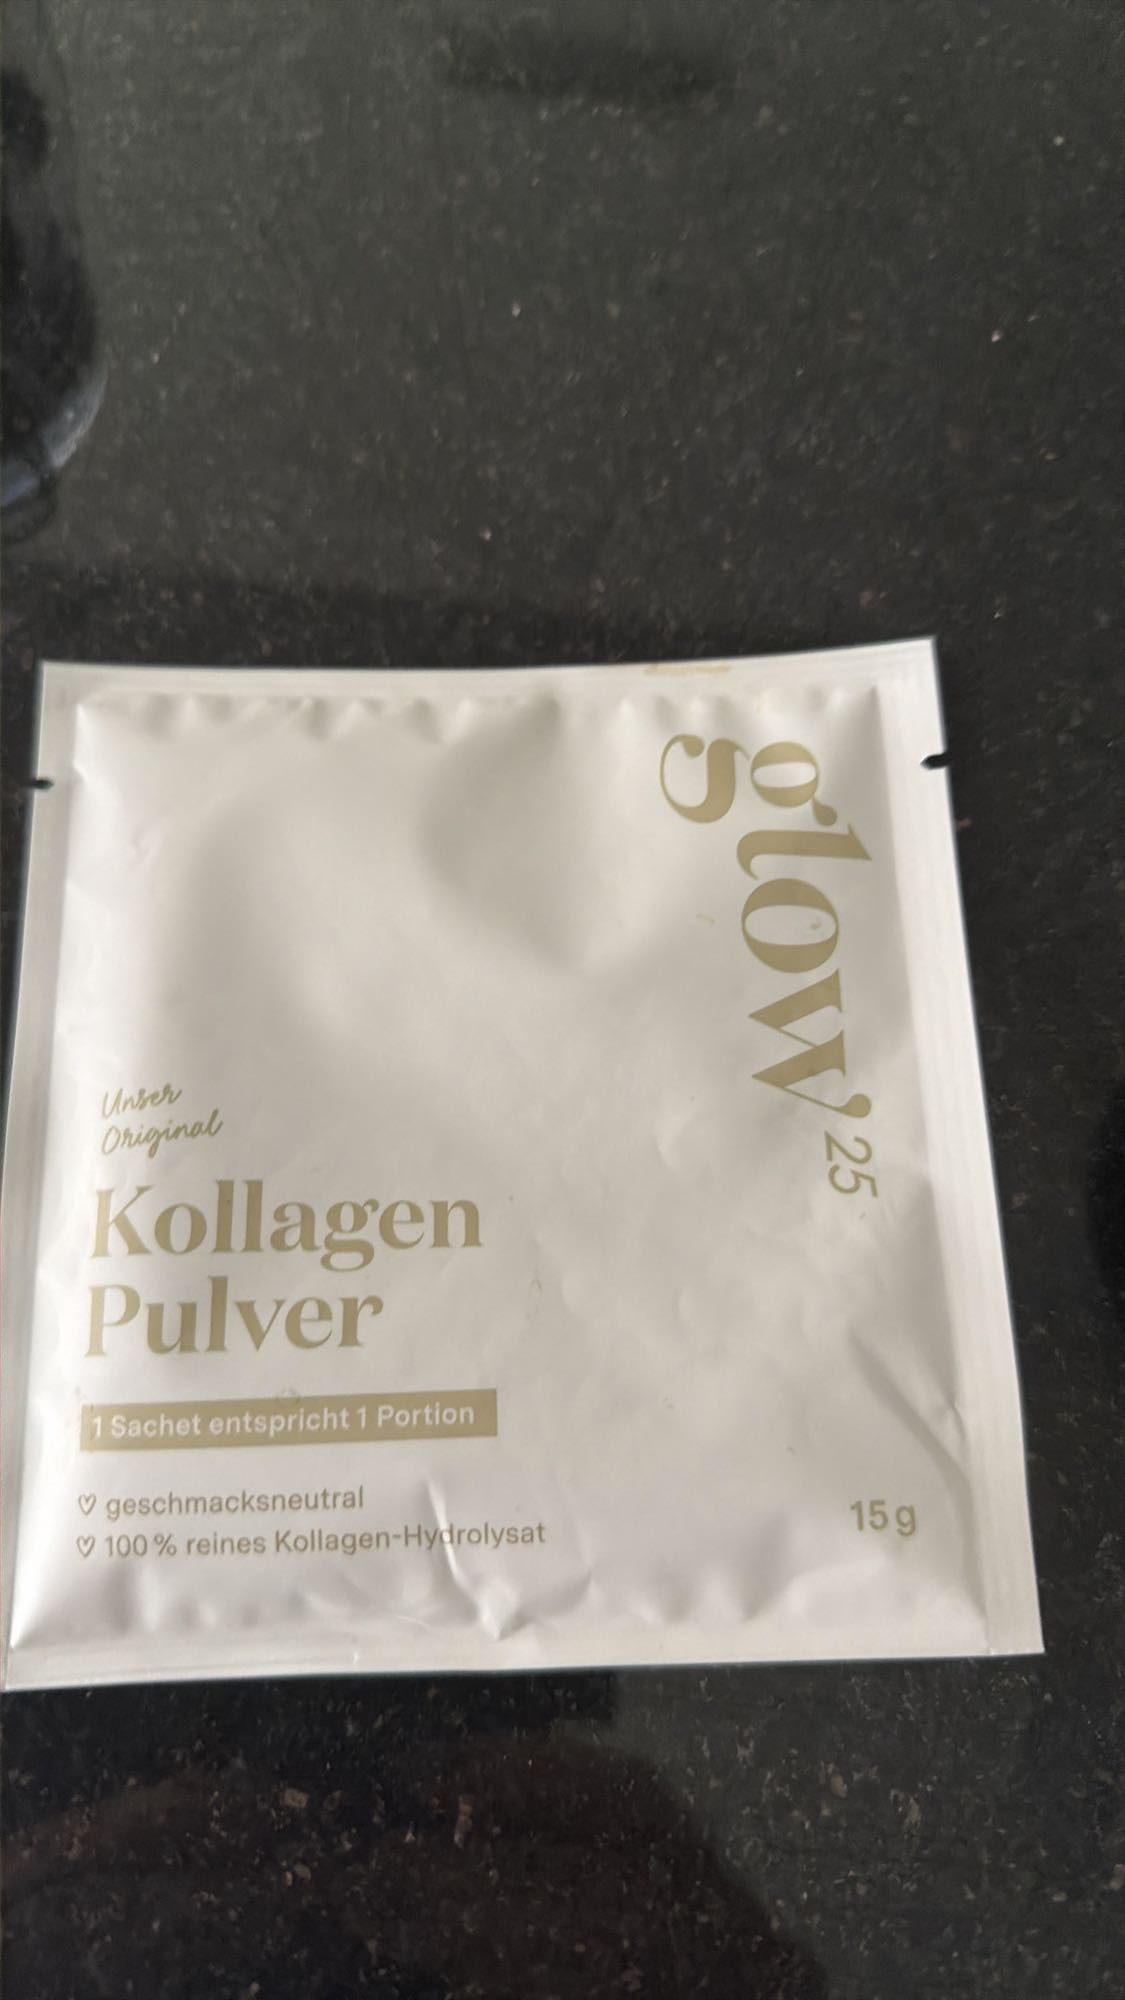 glow
25
Unser
Original
Kollagen
Pulver
1 Sachet entspricht 1 Portion
geschmacksneutral
100 % reines Kollagen-Hydrolysat
15 g